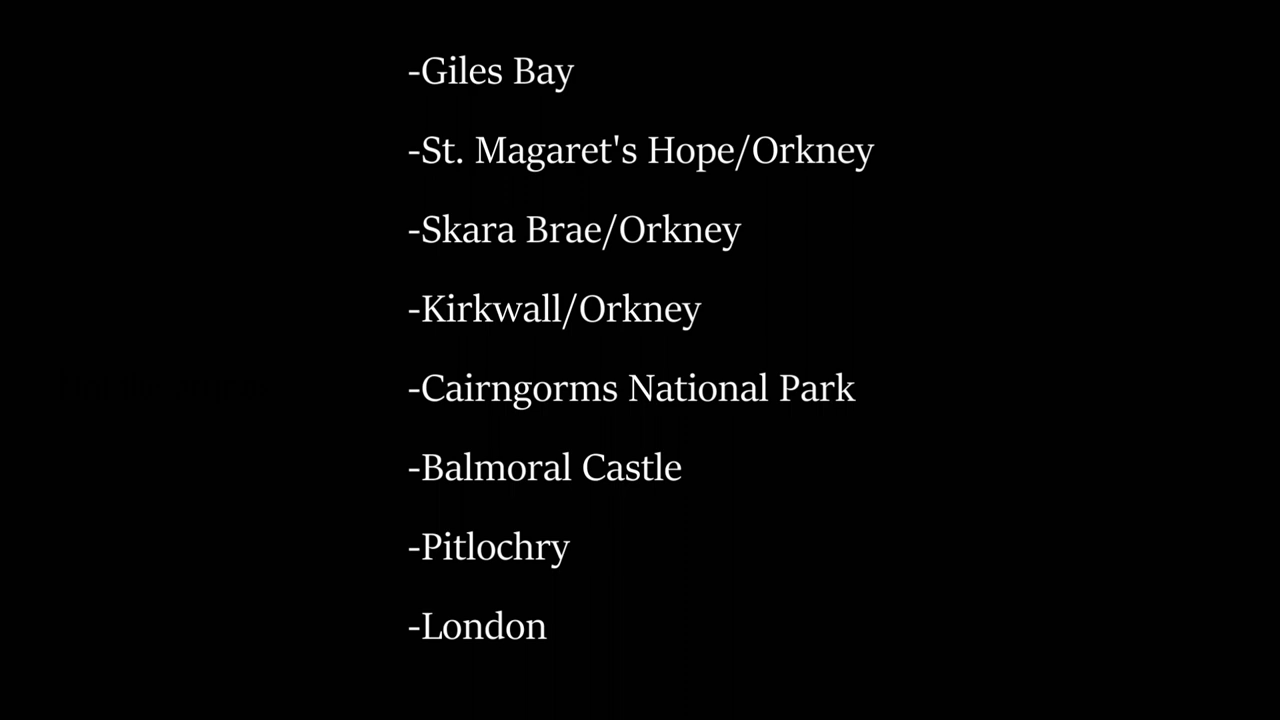 -Giles Bay
-St. Magaret's Hope/Orkney
-Skara Brae/Orkney
-Kirkwall/Orkney
-Cairngorms National Park
-Balmoral Castle
-Pitlochry
-London